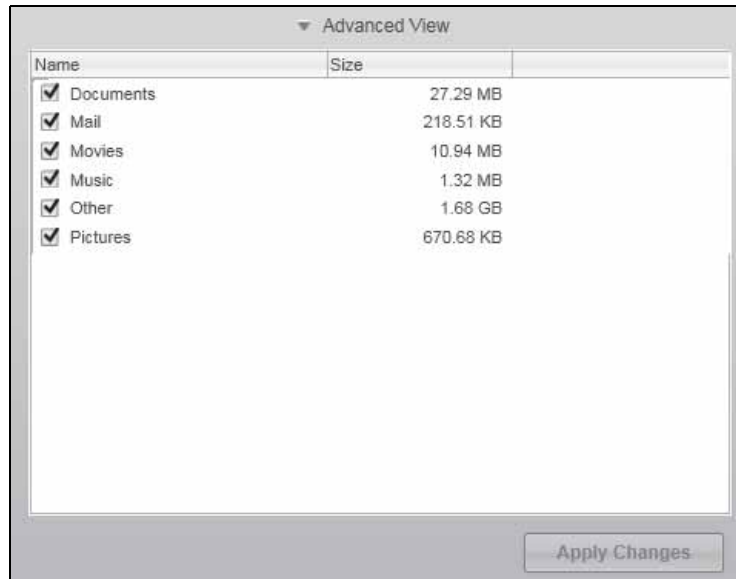 Advanced View
Name Size
Documents 27.29 MB
Mail 218.51 KB
Movies 10.94 MB
Music 1.32 MB
Other 1.68 GB
Pictures 670.68 KB
Apply Changes